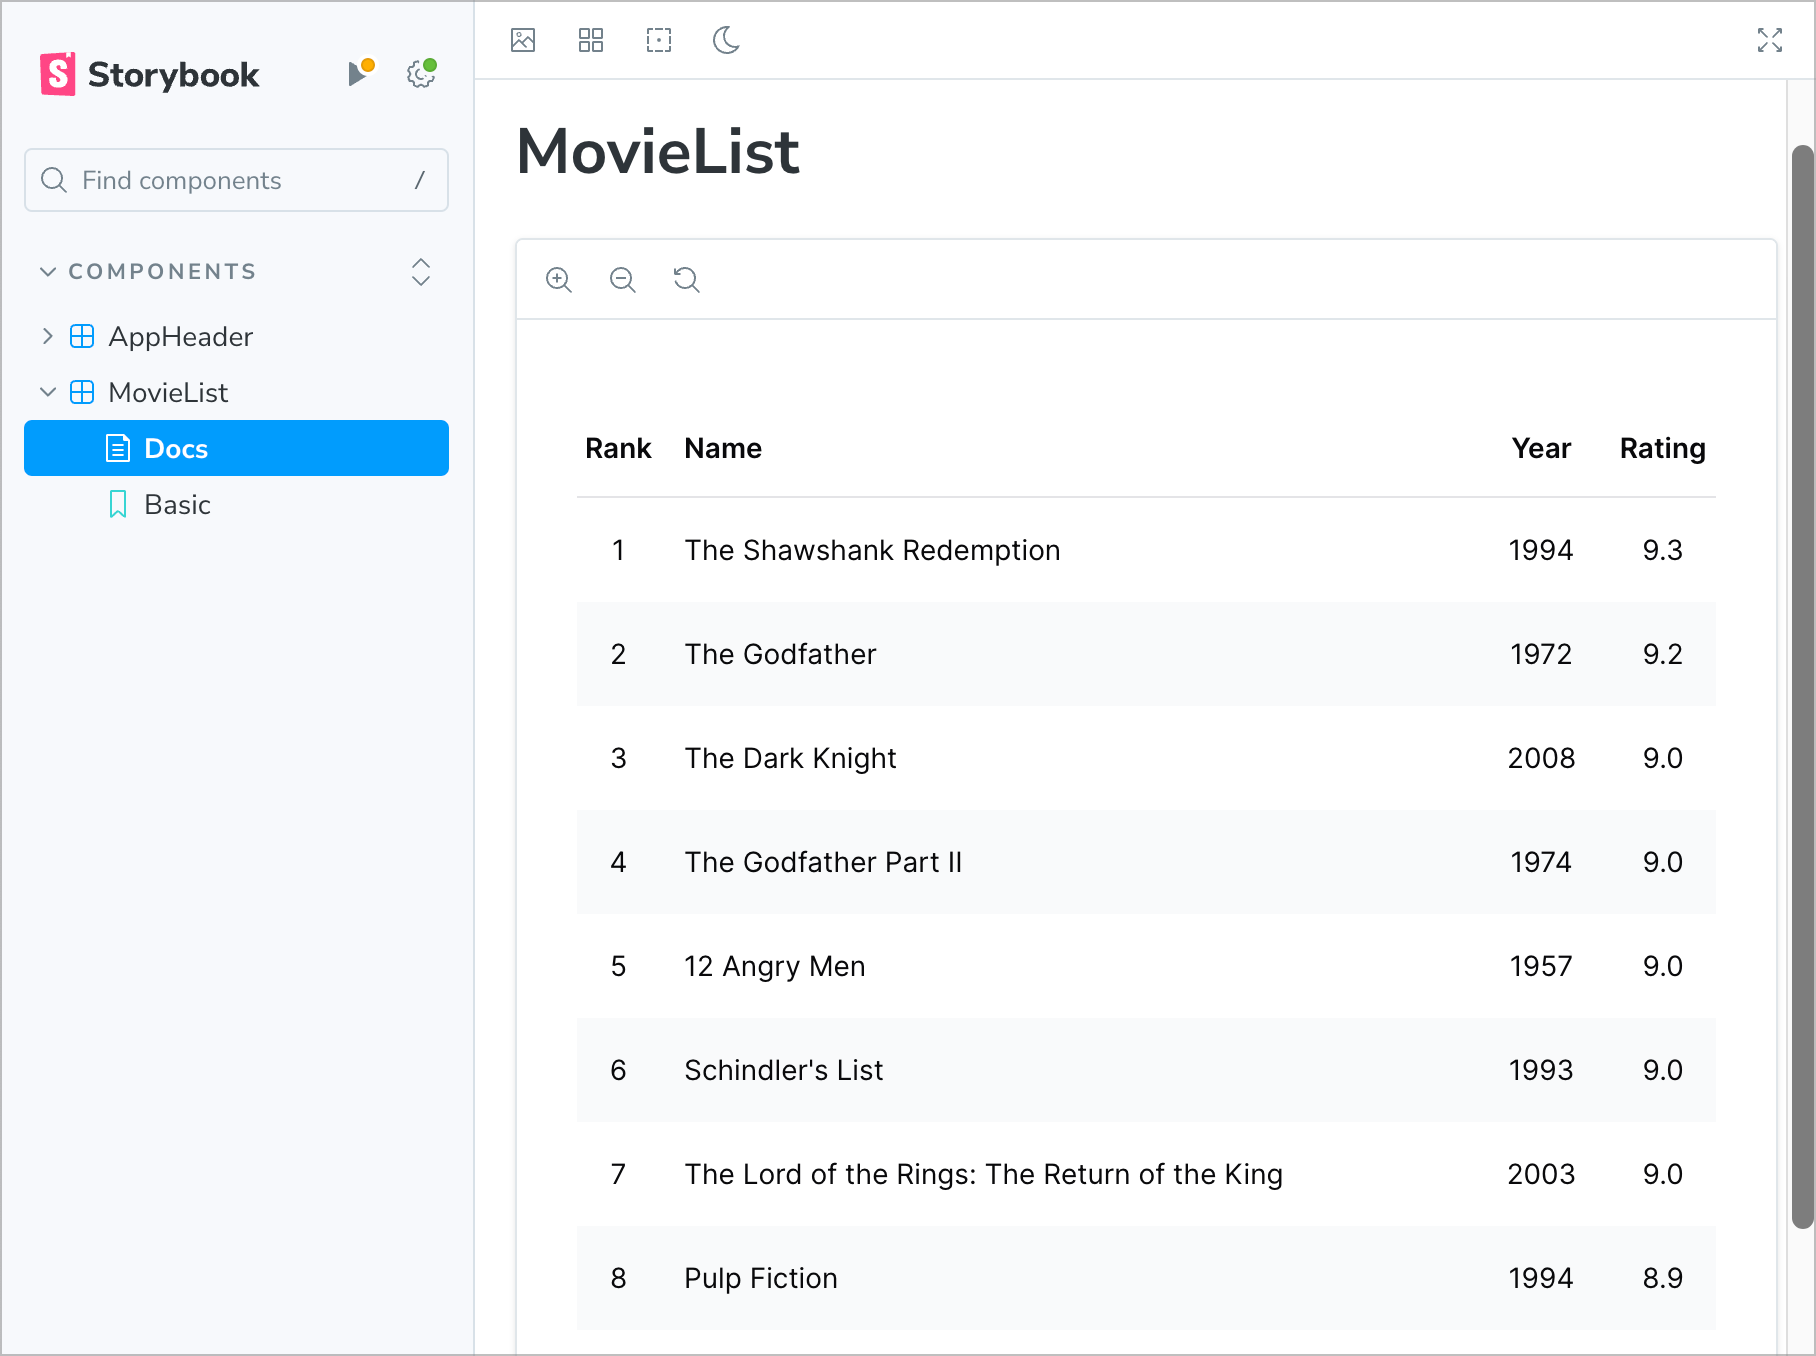 Storybook
Find components /
COMPONENTS
AppHeader
MovieList
Docs
Basic
MovieList
Rank Name Year Rating
1 The Shawshank Redemption 1994 9.3
2 The Godfather 1972 9.2
3 The Dark Knight 2008 9.0
4 The Godfather Part II 1974 9.0
5 12 Angry Men 1957 9.0
6 Schindler's List 1993 9.0
7 The Lord of the Rings: The Return of the King 2003 9.0
8 Pulp Fiction 1994 8.9